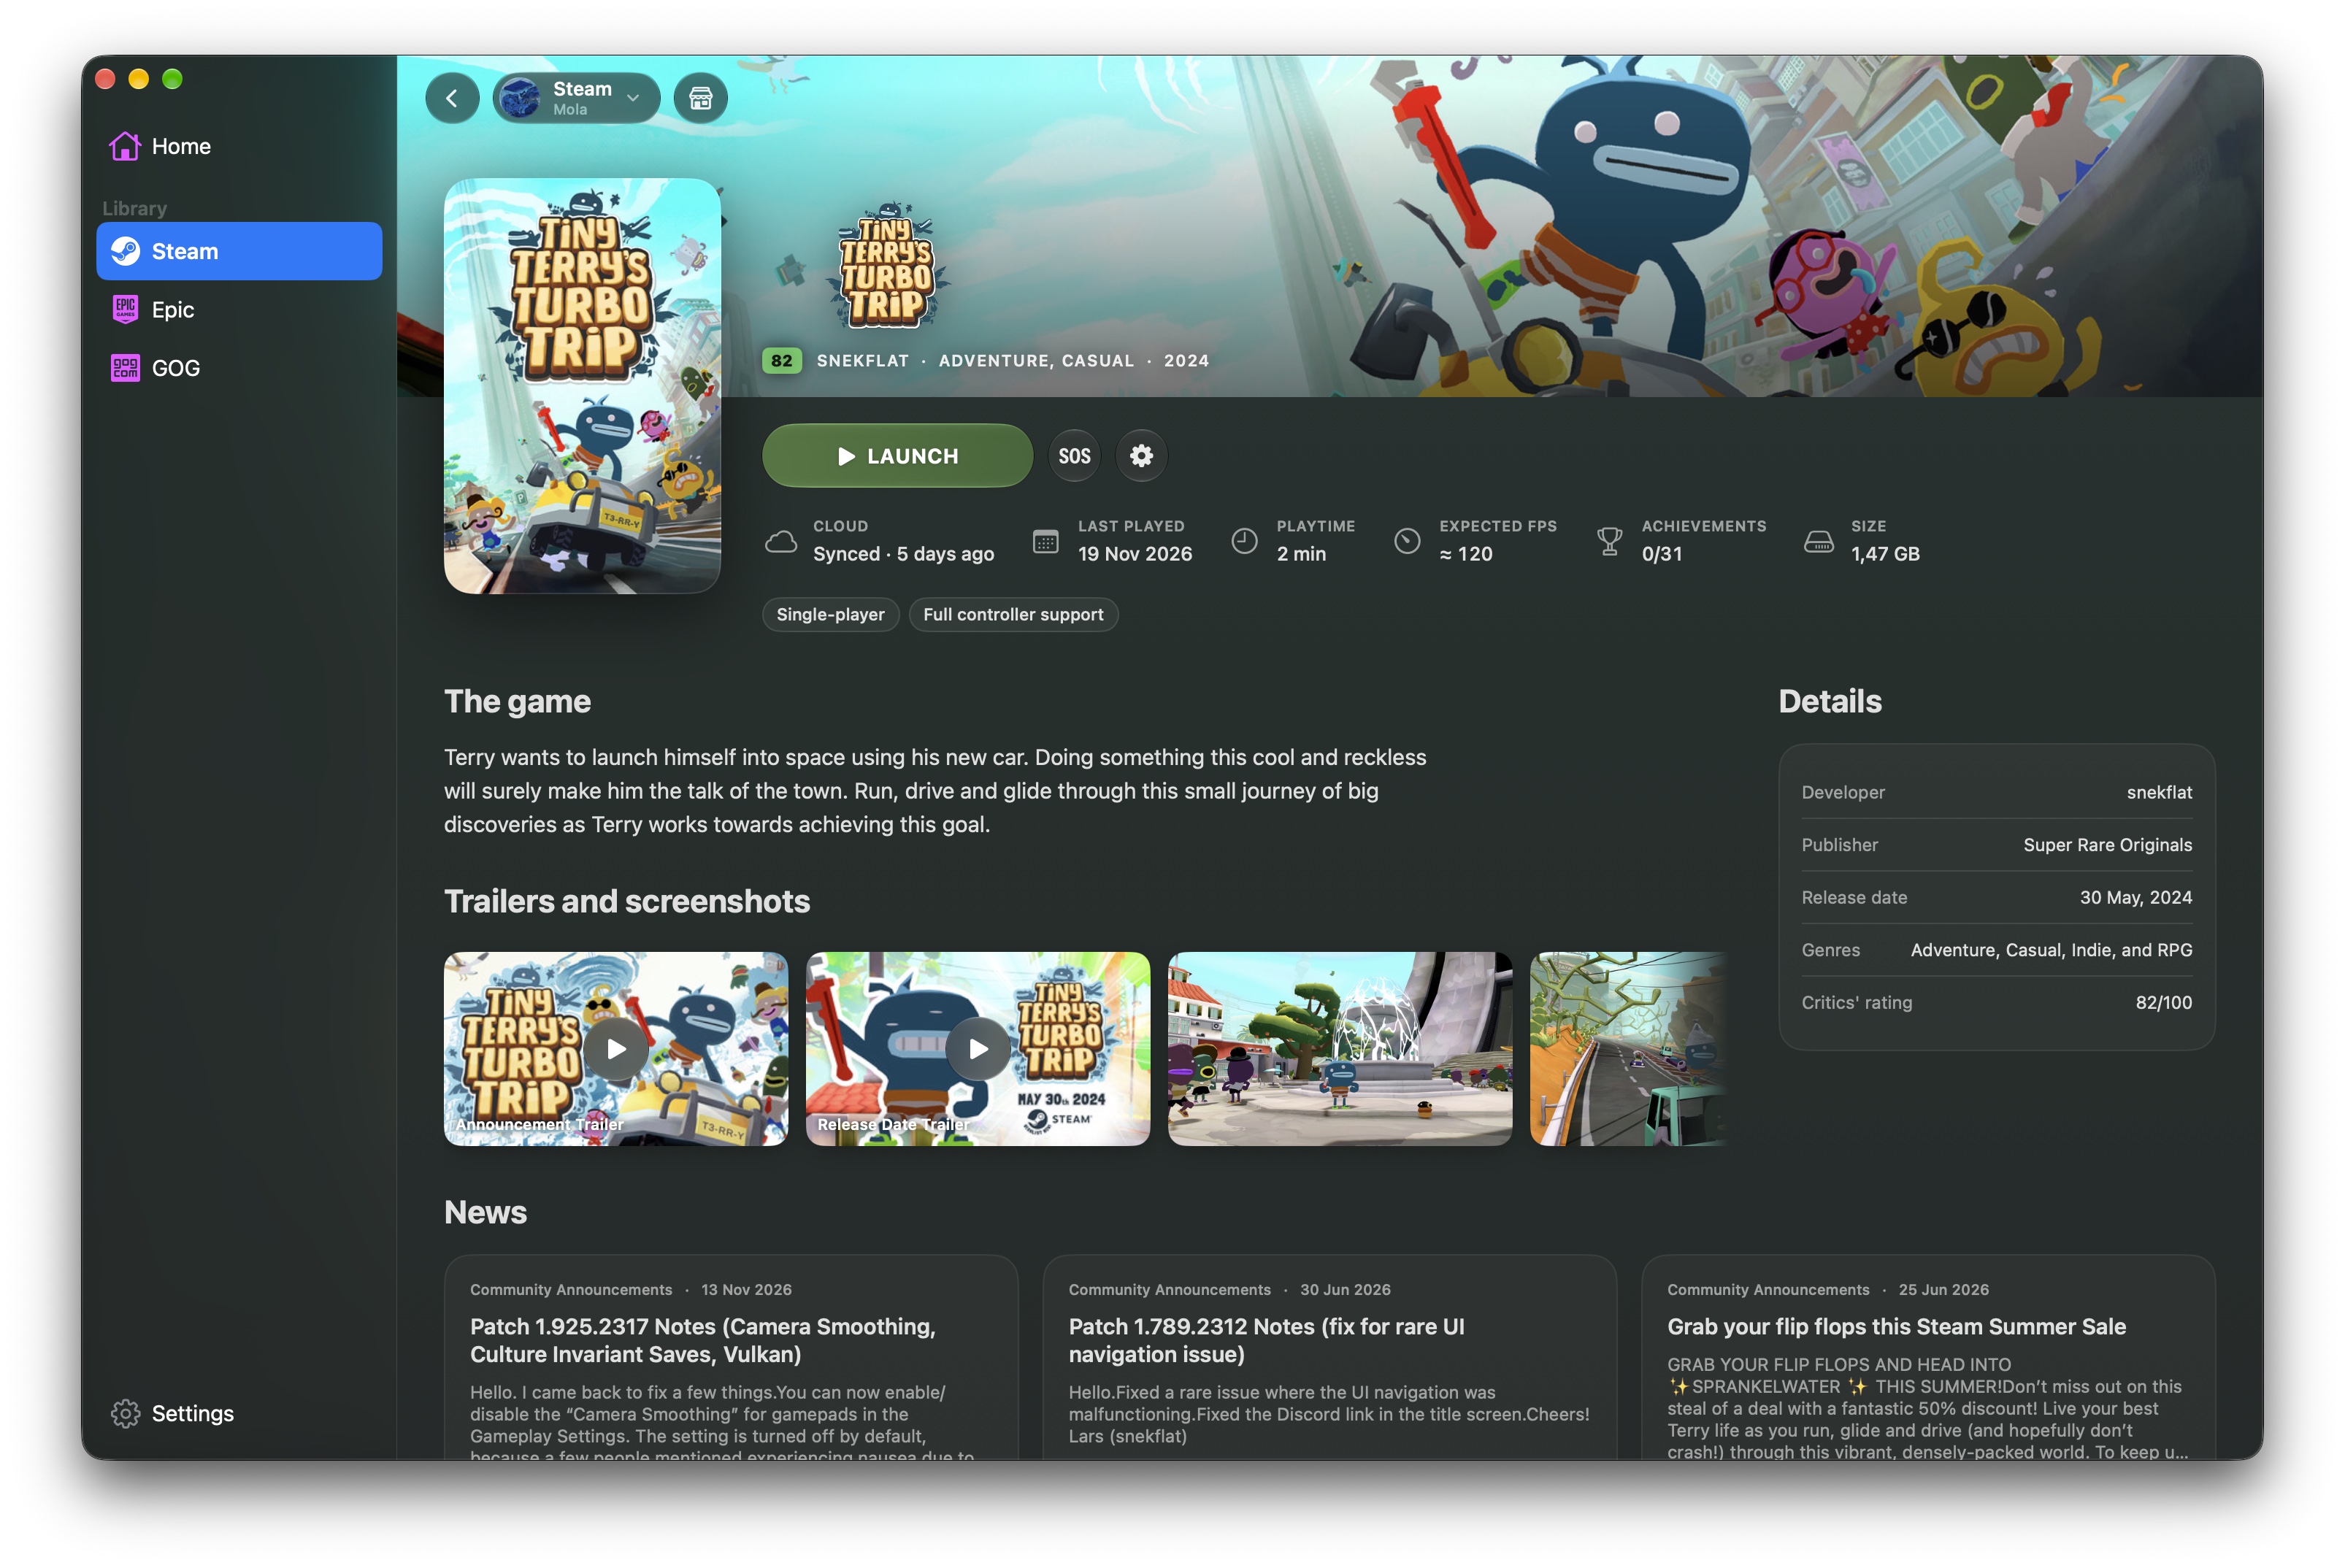 Home
Library
Steam
Epic
GOG
Settings
Steam
Mola
TINY
TERRY'S
TURBO
TRIP
T3-RR-Y
TINY
TERRY'S
TURBO
TRIP
82 SNEKFLAT · ADVENTURE, CASUAL · 2024
LAUNCH
SOS
CLOUD
Synced · 5 days ago
LAST PLAYED
19 Nov 2026
PLAYTIME
2 min
EXPECTED FPS
≈ 120
ACHIEVEMENTS
0/31
SIZE
1,47 GB
Single-player
Full controller support
The game
Terry wants to launch himself into space using his new car. Doing something this cool and reckless
will surely make him the talk of the town. Run, drive and glide through this small journey of big
discoveries as Terry works towards achieving this goal.
Trailers and screenshots
TINY
TERRY'S
TURBO
TRIP
T3-RR-Y
Announcement Trailer
TINY
TERRY'S
TURBO
TRIP
MAY 30th 2024
STEAM
Release Date Trailer
Details
Developer snekflat
Publisher Super Rare Originals
Release date 30 May, 2024
Genres Adventure, Casual, Indie, and RPG
Critics' rating 82/100
News
Community Announcements · 13 Nov 2026
Patch 1.925.2317 Notes (Camera Smoothing,
Culture Invariant Saves, Vulkan)
Hello. I came back to fix a few things.You can now enable/
disable the “Camera Smoothing” for gamepads in the
Gameplay Settings. The setting is turned off by default,
because a few people mentioned experiencing nausea due to
Community Announcements · 30 Jun 2026
Patch 1.789.2312 Notes (fix for rare UI
navigation issue)
Hello.Fixed a rare issue where the UI navigation was
malfunctioning.Fixed the Discord link in the title screen.Cheers!
Lars (snekflat)
Community Announcements · 25 Jun 2026
Grab your flip flops this Steam Summer Sale
GRAB YOUR FLIP FLOPS AND HEAD INTO
✨SPRANKELWATER ✨ THIS SUMMER!Don’t miss out on this
steal of a deal with a fantastic 50% discount! Live your best
Terry life as you run, glide and drive (and hopefully don’t
crash!) through this vibrant, densely-packed world. To keep u...